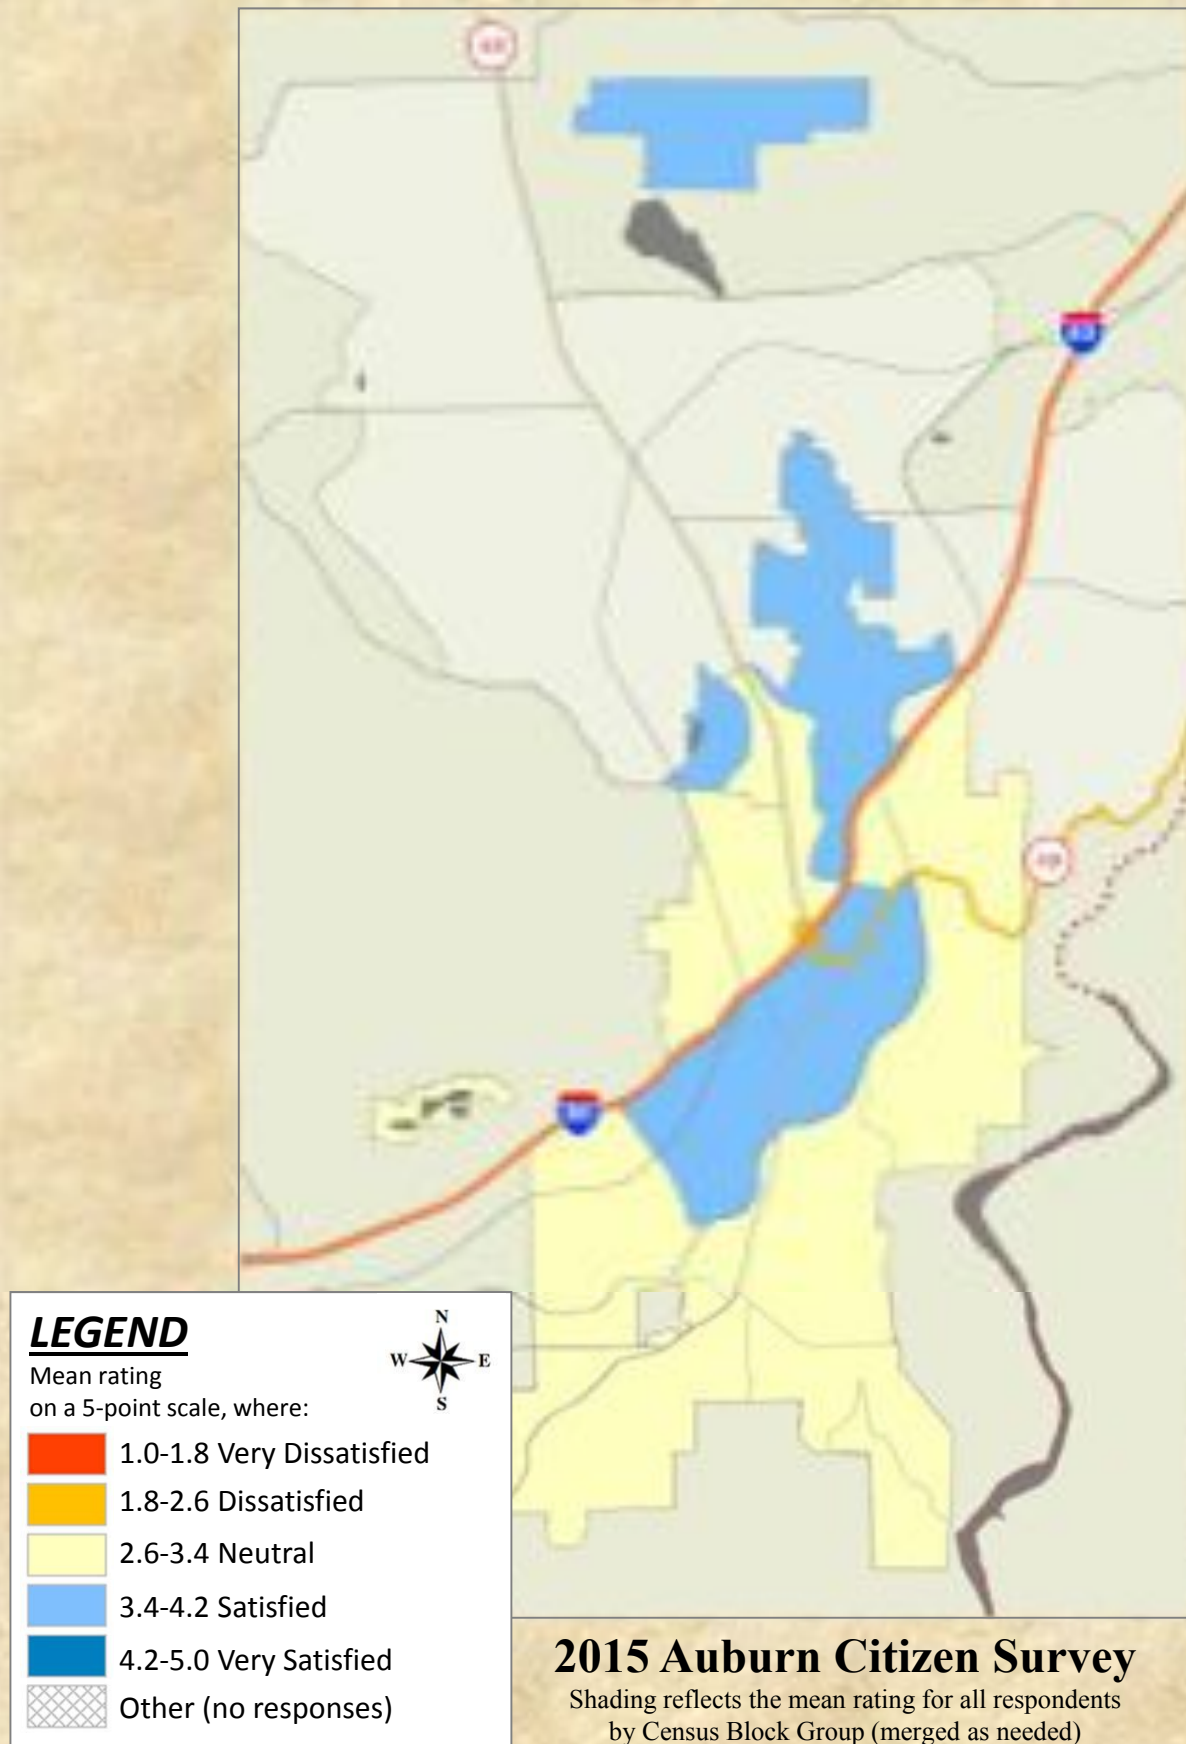 LEGEND
Mean rating
on a 5-point scale, where:
N
W
E
S
1.0-1.8 Very Dissatisfied
1.8-2.6 Dissatisfied
2.6-3.4 Neutral
3.4-4.2 Satisfied
4.2-5.0 Very Satisfied
Other (no responses)
2015 Auburn Citizen Survey
Shading reflects the mean rating for all respondents
by Census Block Group (merged as needed)